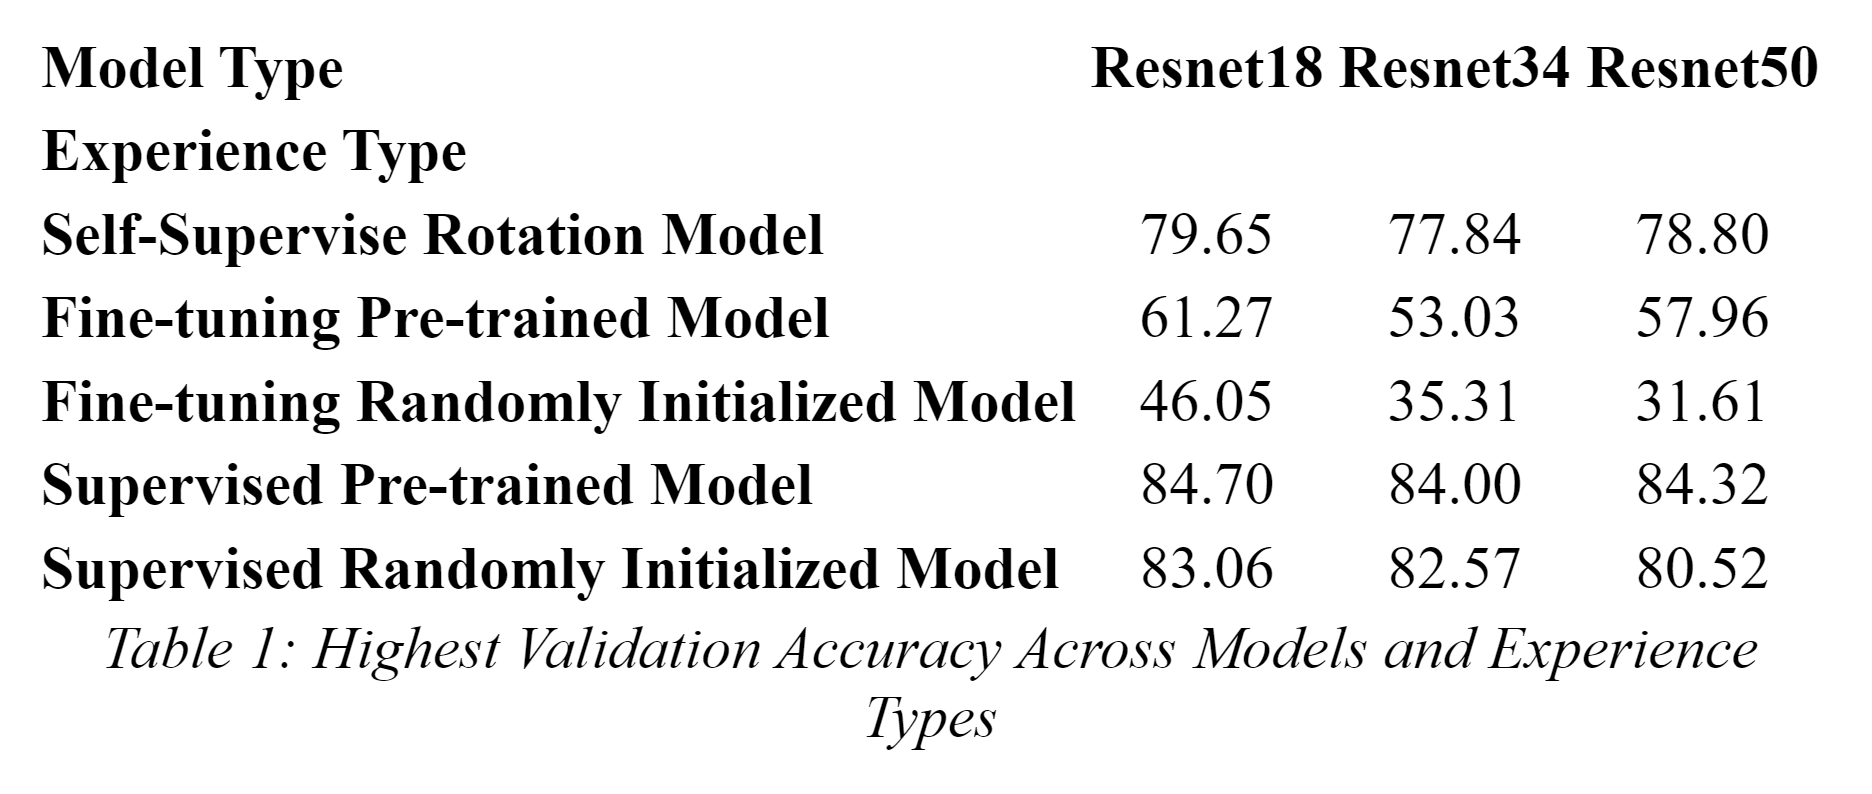 Model Type Resnet18 Resnet34 Resnet50
Experience Type
Self-Supervise Rotation Model 79.65 77.84 78.80
Fine-tuning Pre-trained Model 61.27 53.03 57.96
Fine-tuning Randomly Initialized Model 46.05 35.31 31.61
Supervised Pre-trained Model 84.70 84.00 84.32
Supervised Randomly Initialized Model 83.06 82.57 80.52
Table 1: Highest Validation Accuracy Across Models and Experience
Types